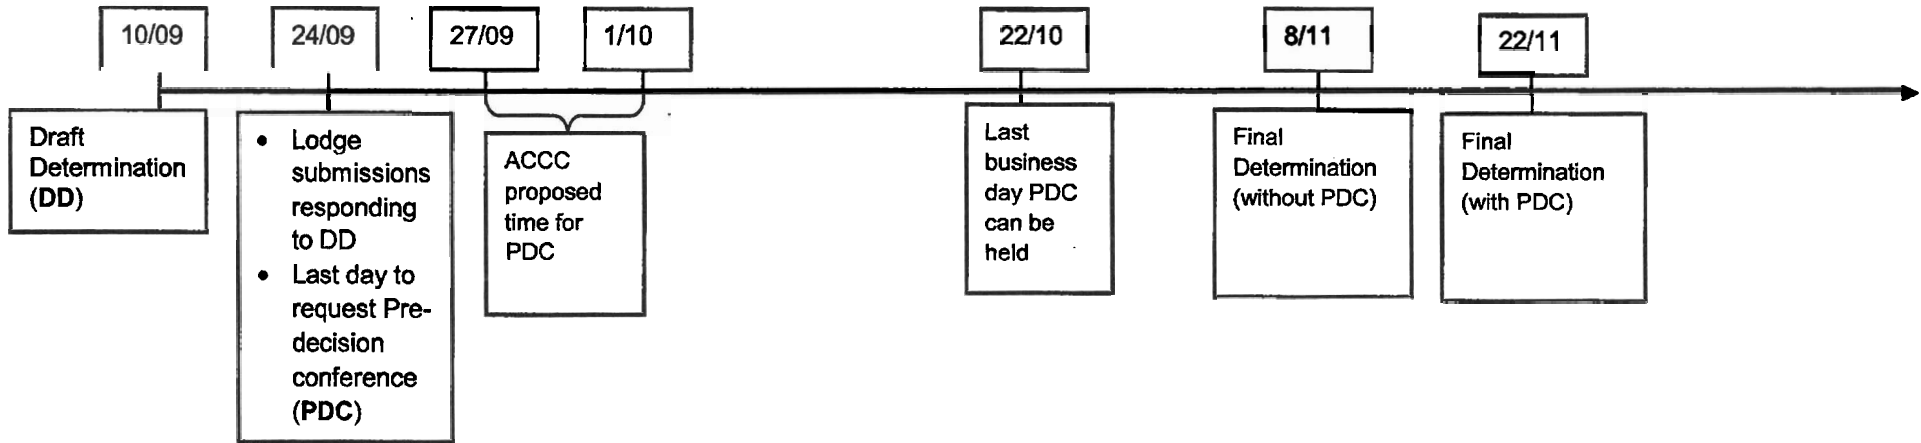 10/09
24/09
27/09
1/10
22/10
8/11
22/11
Draft
Determination
(DD)
• Lodge
submissions
responding
to DD
• Last day to
request Pre-
decision
conference
(PDC)
ACCC
proposed
time for
PDC
Last
business
day PDC
can be
held
Final
Determination
(without PDC)
Final
Determination
(with PDC)